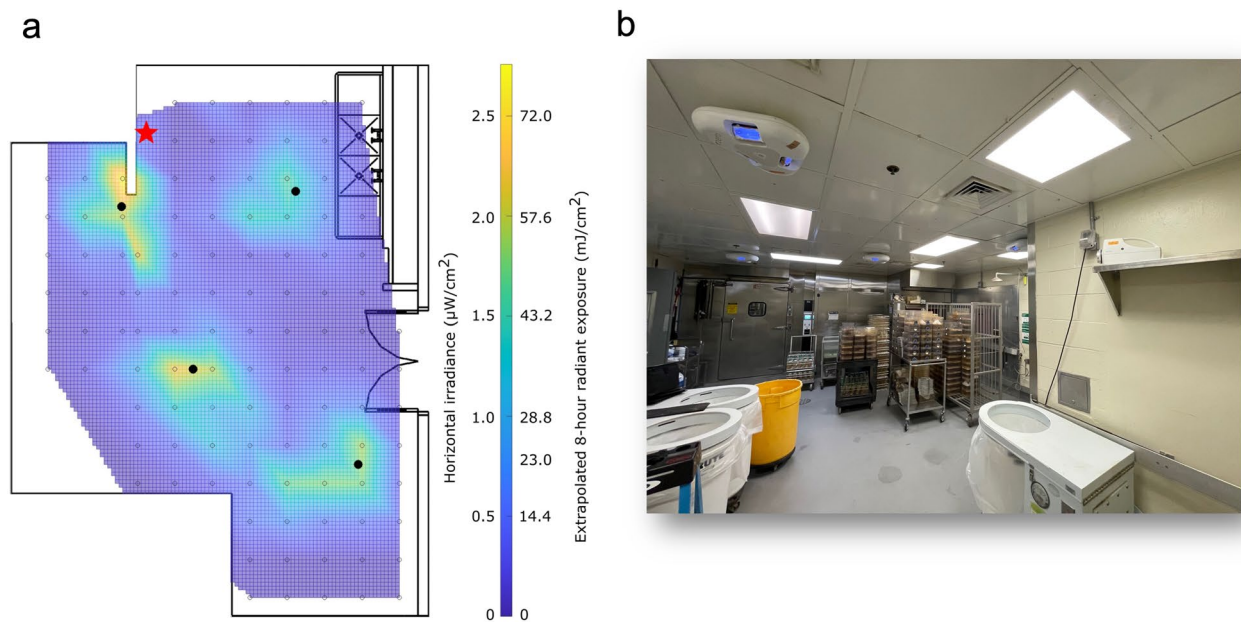 a
b
2.5 72.0
2.0 57.6
1.5 43.2
1.0 28.8
23.0
0.5 14.4
0 0
Horizontal irradiance (µW/cm2)
Extrapolated 8-hour radiant exposure (mJ/cm2)